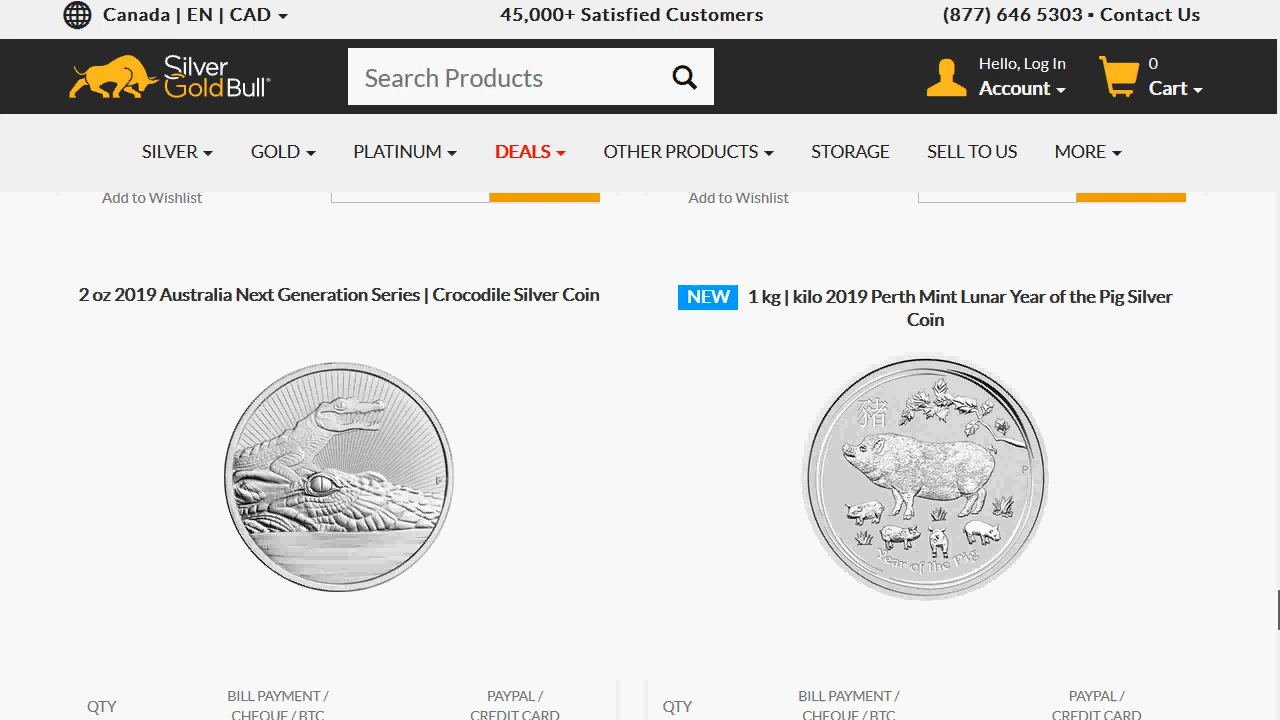 Canada | EN | CAD
45,000+ Satisfied Customers
(877) 646 5303 ▪ Contact Us
Silver
Gold Bull®
Search Products
Hello, Log In
Account
0
Cart
SILVER
GOLD
PLATINUM
DEALS
OTHER PRODUCTS
STORAGE
SELL TO US
MORE
Add to Wishlist
Add to Wishlist
2 oz 2019 Australia Next Generation Series | Crocodile Silver Coin
NEW
1 kg | kilo 2019 Perth Mint Lunar Year of the Pig Silver
Coin
P
豬
P
Year of the Pig
QTY
BILL PAYMENT /
CHEQUE / BTC
PAYPAL /
CREDIT CARD
QTY
BILL PAYMENT /
CHEQUE / BTC
PAYPAL /
CREDIT CARD